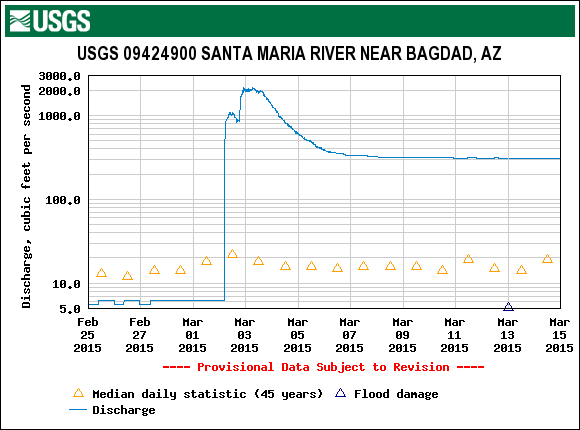 USGS
USGS 09424900 SANTA MARIA RIVER NEAR BAGDAD, AZ
Discharge, cubic feet per second
3000.0
2000.0
1000.0
100.0
10.0
5.0
Feb 25 2015
Feb 27 2015
Mar 01 2015
Mar 03 2015
Mar 05 2015
Mar 07 2015
Mar 09 2015
Mar 11 2015
Mar 13 2015
Mar 15 2015
---- Provisional Data Subject to Revision ----
Median daily statistic (45 years)
Flood damage
Discharge